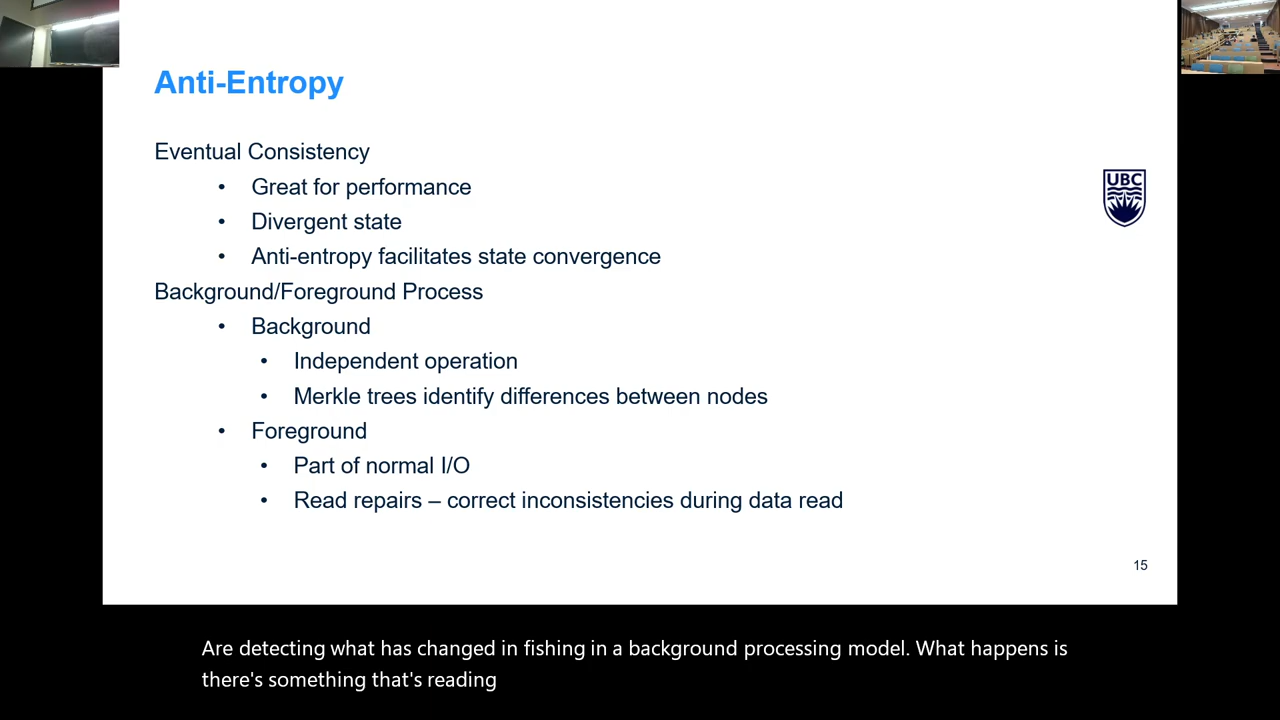 Anti-Entropy
Eventual Consistency
• Great for performance
• Divergent state
• Anti-entropy facilitates state convergence
Background/Foreground Process
• Background
• Independent operation
• Merkle trees identify differences between nodes
• Foreground
• Part of normal I/O
• Read repairs – correct inconsistencies during data read
UBC
15
Are detecting what has changed in fishing in a background processing model. What happens is
there's something that's reading